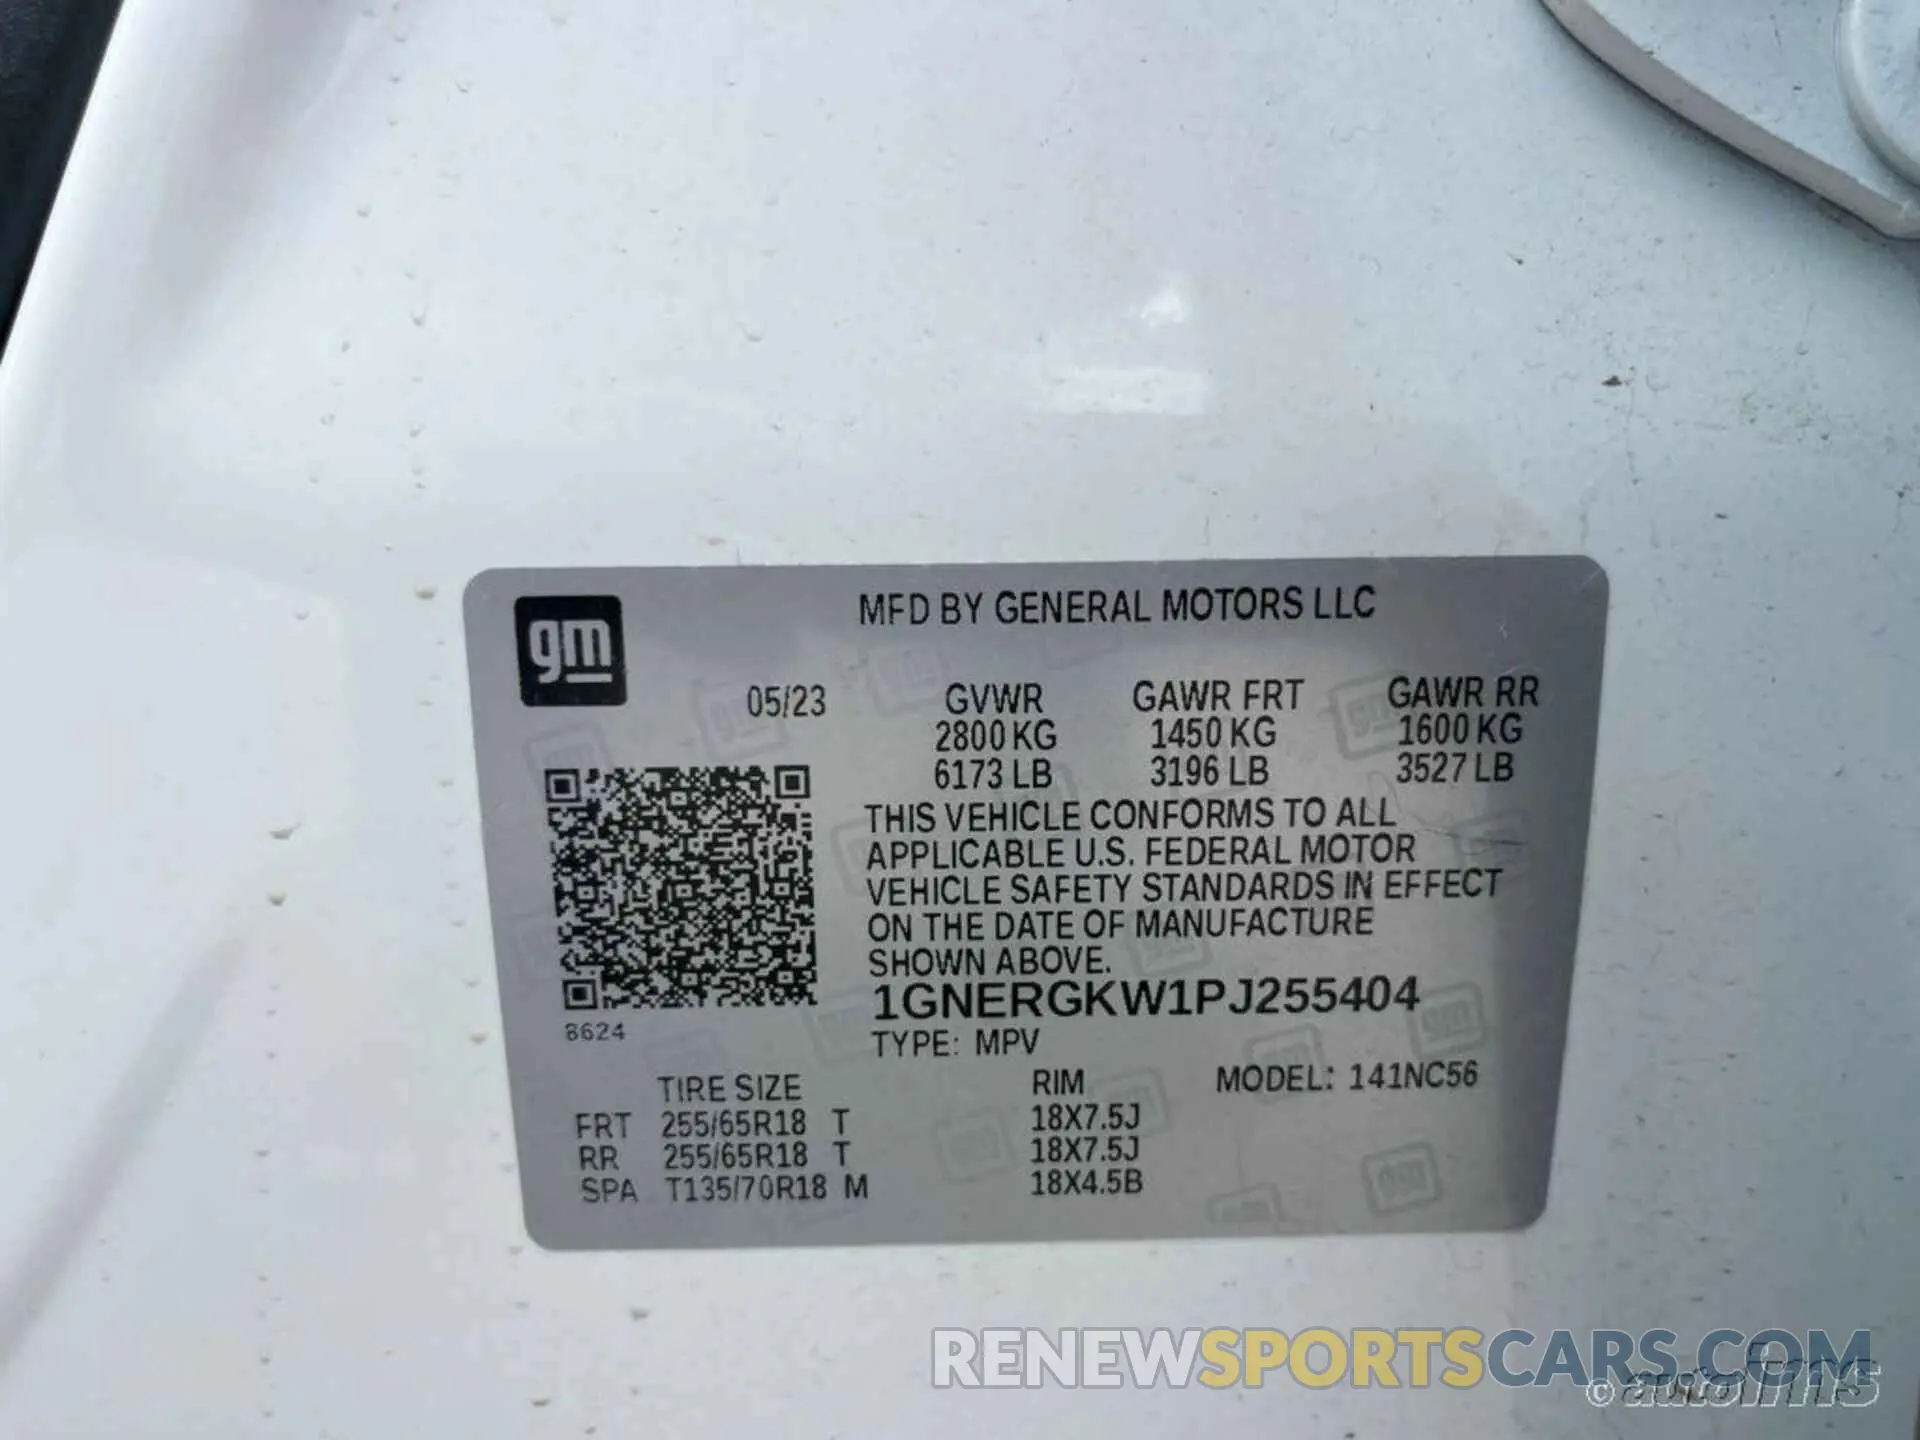 MFD BY GENERAL MOTORS LLC
gm
05/23 GVWR GAWR FRT GAWR RR
2800 KG 1450 KG 1600 KG
6173 LB 3196 LB 3527 LB
THIS VEHICLE CONFORMS TO ALL
APPLICABLE U.S. FEDERAL MOTOR
VEHICLE SAFETY STANDARDS IN EFFECT
ON THE DATE OF MANUFACTURE
SHOWN ABOVE.
1GNERGKW1PJ255404
8624
TYPE: MPV
TIRE SIZE RIM MODEL: 141NC56
FRT 255/65R18 T 18X7.5J
RR 255/65R18 T 18X7.5J
SPA T135/70R18 M 18X4.5B
RENEWSPORTSCARS.COM
© autoIMS